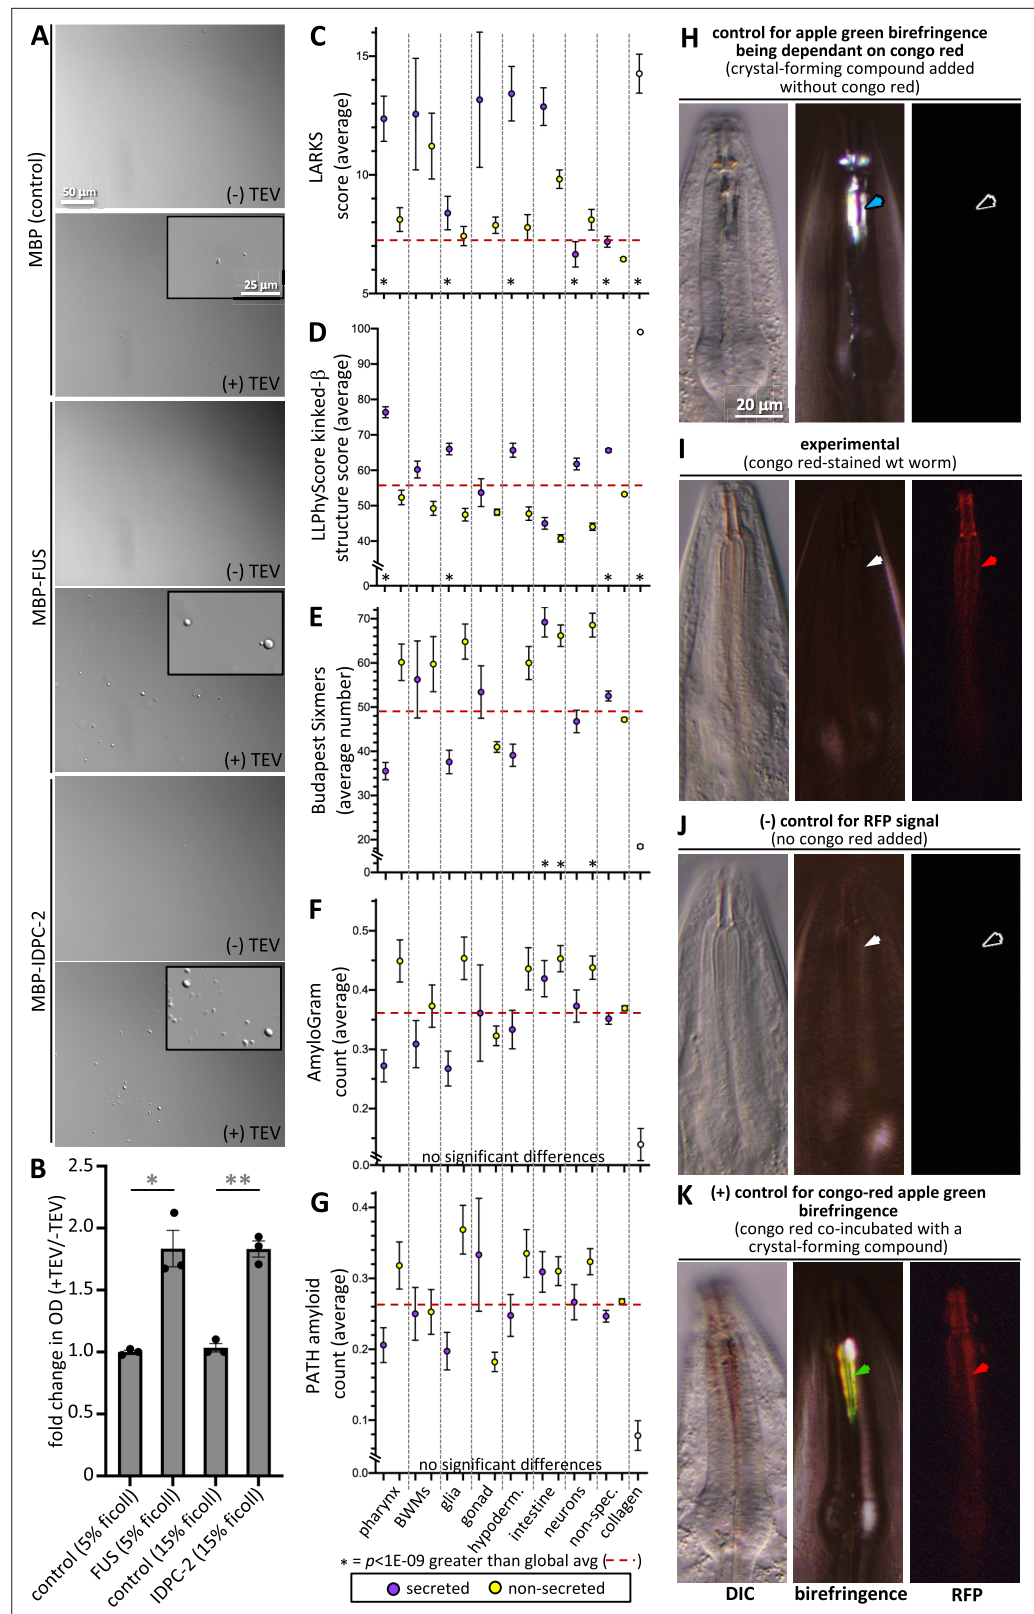 A
MBP (control)
50 µm
(-) TEV
25 µm
(+) TEV
MBP-FUS
(-) TEV
(+) TEV
MBP-IDPC-2
(-) TEV
(+) TEV
B
fold change in OD (+TEV/-TEV)
2.5
2.0
1.5
1.0
0.5
0
*
**
control (5% ficoll)
FUS (5% ficoll)
control (15% ficoll)
IDPC-2 (15% ficoll)
C
LARKS
score (average)
15
10
5
* * * * * *
D
LLPhyScore kinked-β
structure score (average)
100
80
70
60
50
40
0
* * * *
E
Budapest Sixmers
(average number)
70
60
50
40
30
20
0
* * *
F
AmyloGram
count (average)
0.5
0.4
0.3
0.2
0.0
no significant differences
G
PATH amyloid
count (average)
0.4
0.3
0.2
0.1
0.0
no significant differences
pharynx
BWMs
glia
gonad
hypoderm.
intestine
neurons
non-spec.
collagen
* = p<1E-09 greater than global avg (---)
secreted non-secreted
H control for apple green birefringence
being dependant on congo red
(crystal-forming compound added
without congo red)
20 µm
I experimental
(congo red-stained wt worm)
J (-) control for RFP signal
(no congo red added)
K (+) control for congo-red apple green
birefringence
(congo red co-incubated with a
crystal-forming compound)
DIC birefringence RFP